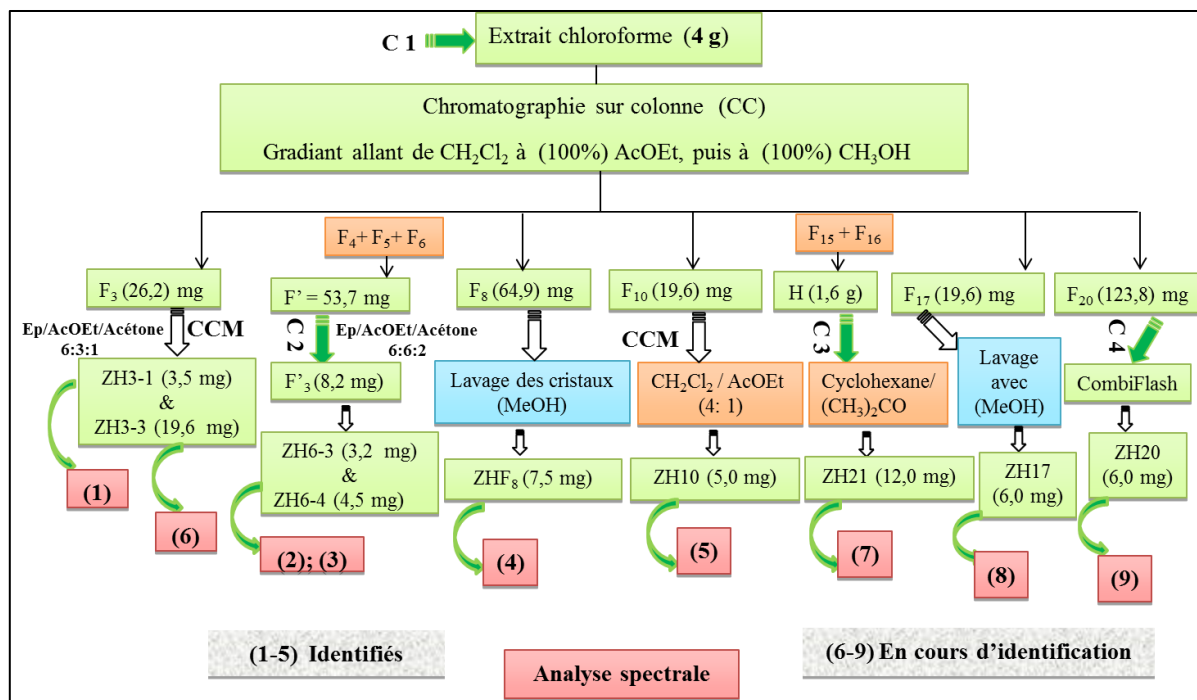 C 1
Extrait chloroforme (4 g)
Chromatographie sur colonne (CC)
Gradiant allant de CH₂Cl₂ à (100%) AcOEt, puis à (100%) CH₃OH
F₄+ F₅+ F₆
F₁₅ + F₁₆
F₃ (26,2) mg
F’ = 53,7 mg
F₈ (64,9) mg
F₁₀ (19,6) mg
H (1,6 g)
F₁₇ (19,6) mg
F₂₀ (123,8) mg
Ep/AcOEt/Acétone
6:3:1
CCM
C 2
Ep/AcOEt/Acétone
6:6:2
CCM
C 3
C 4
ZH3-1 (3,5 mg)
&
ZH3-3 (19,6 mg)
F’₃ (8,2 mg)
Lavage des cristaux
(MeOH)
CH₂Cl₂ / AcOEt
(4: 1)
Cyclohexane/
(CH₃)₂CO
Lavage
avec
(MeOH)
CombiFlash
ZH6-3 (3,2 mg)
&
ZH6-4 (4,5 mg)
ZHF₈ (7,5 mg)
ZH10 (5,0 mg)
ZH21 (12,0 mg)
ZH17
(6,0 mg)
ZH20
(6,0 mg)
(1)
(6)
(2); (3)
(4)
(5)
(7)
(8)
(9)
(1-5) Identifiés
Analyse spectrale
(6-9) En cours d’identification